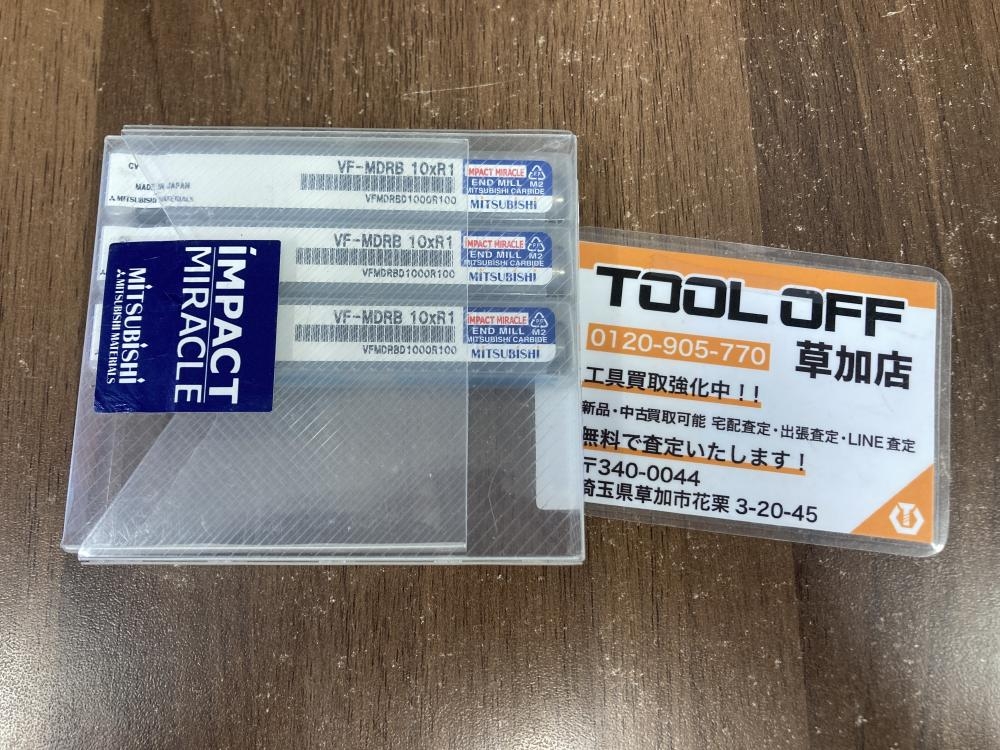 CV
MADE IN JAPAN
MITSUBISHI MATERIALS
VF-MDRB 10xR1
VFMDRBD1000R100
IMPACT MIRACLE
END MILL M2
MITSUBISHI CARBIDE
MITSUBISHI
VF-MDRB 10xR1
VFMDRBD1000R100
IMPACT MIRACLE
END MILL M2
MITSUBISHI CARBIDE
MITSUBISHI
VF-MDRB 10xR1
VFMDRBD1000R100
IMPACT MIRACLE
END MILL M2
MITSUBISHI CARBIDE
MITSUBISHI
IMPACT
MIRACLE
MITSUBISHI
MITSUBISHI MATERIALS
TOOL OFF
0120-905-770
草加店
工具買取強化中！！
新品・中古買取可能 宅配査定・出張査定・LINE査定
無料で査定いたします！
〒340-0044
埼玉県草加市花栗 3-20-45